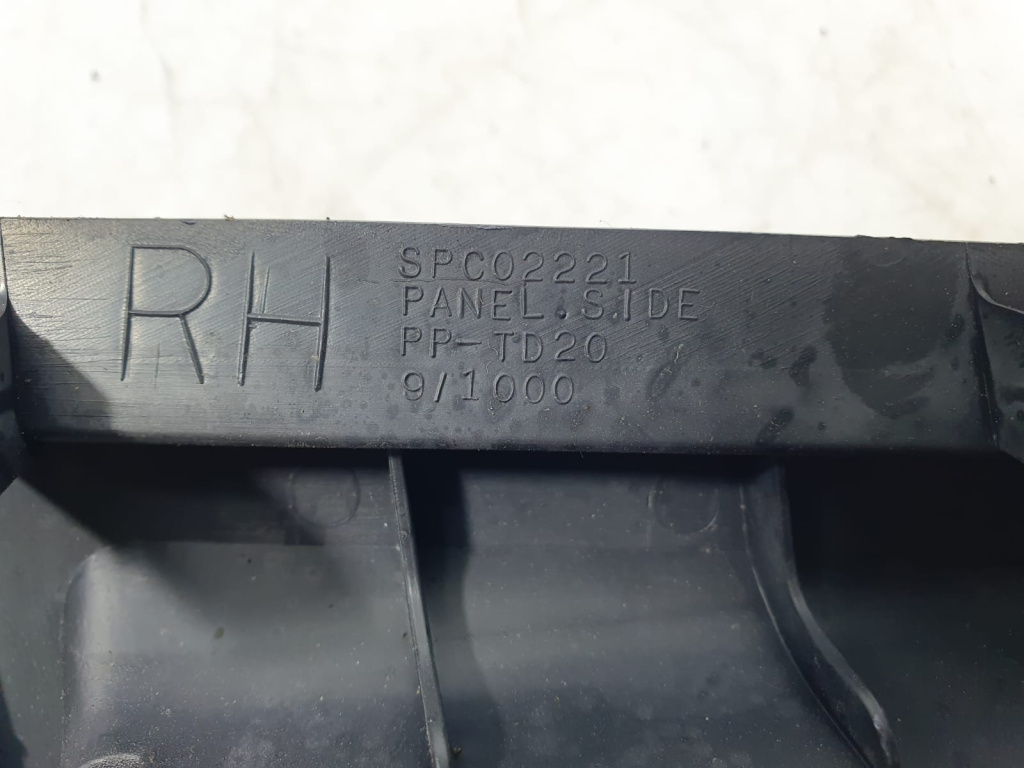 RH
SPC02221
PANEL.SIDE
PP-TD20
9/1000